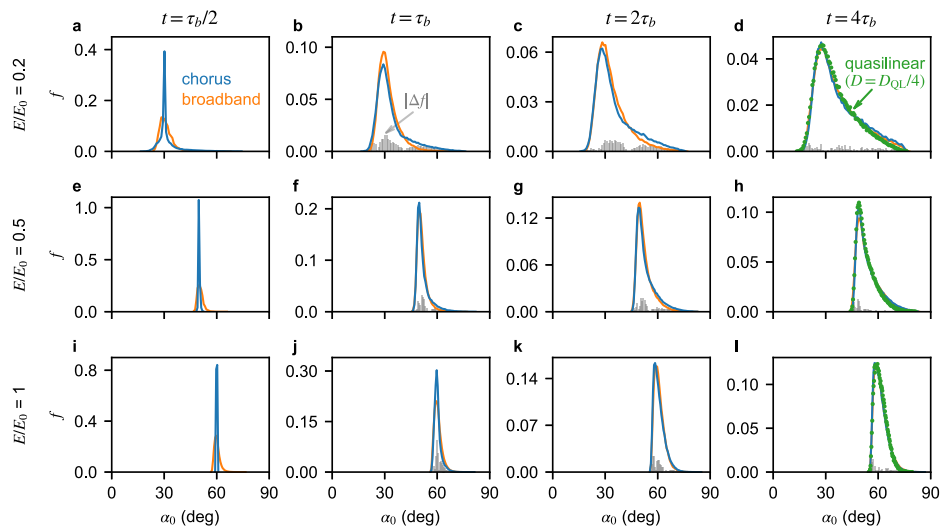 t = τb/2
t = τb
t = 2τb
t = 4τb
a
b
c
d
E/E0 = 0.2
f
0.4
0.2
0.0
chorus
broadband
0.10
0.05
0.00
|Δf|
0.06
0.03
0.00
0.04
0.02
0.00
quasilinear
(D = DQL/4)
e
f
g
h
E/E0 = 0.5
f
1.0
0.5
0.0
0.2
0.1
0.0
0.12
0.06
0.00
0.10
0.05
0.00
i
j
k
l
E/E0 = 1
f
0.8
0.4
0.0
0.30
0.15
0.00
0.14
0.07
0.00
0.10
0.05
0.00
0 30 60 90
0 30 60 90
0 30 60 90
0 30 60 90
α0 (deg)
α0 (deg)
α0 (deg)
α0 (deg)